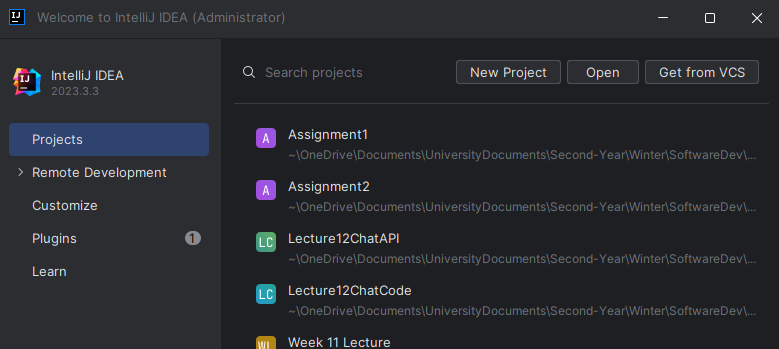 Welcome to IntelliJ IDEA (Administrator)
IntelliJ IDEA
2023.3.3
Search projects
New Project
Open
Get from VCS
Projects
Remote Development
Customize
Plugins
1
Learn
A
Assignment1
~\OneDrive\Documents\UniversityDocuments\Second-Year\Winter\SoftwareDev\...
A
Assignment2
~\OneDrive\Documents\UniversityDocuments\Second-Year\Winter\SoftwareDev\...
LC
Lecture12ChatAPI
~\OneDrive\Documents\UniversityDocuments\Second-Year\Winter\SoftwareDev\...
LC
Lecture12ChatCode
~\OneDrive\Documents\UniversityDocuments\Second-Year\Winter\SoftwareDev\...
WL
Week 11 Lecture